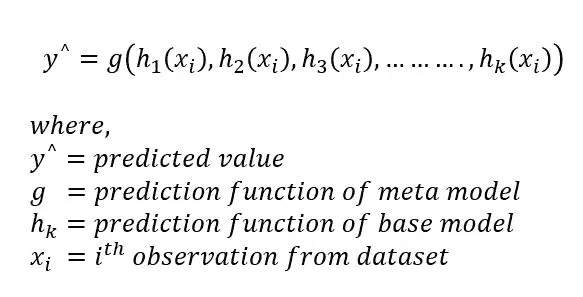 y^ = g(h₁(xᵢ), h₂(xᵢ), h₃(xᵢ), … … … . , hₖ(xᵢ))
where,
y^ = predicted value
g = prediction function of meta model
hₖ = prediction function of base model
xᵢ = iᵗʰ observation from dataset